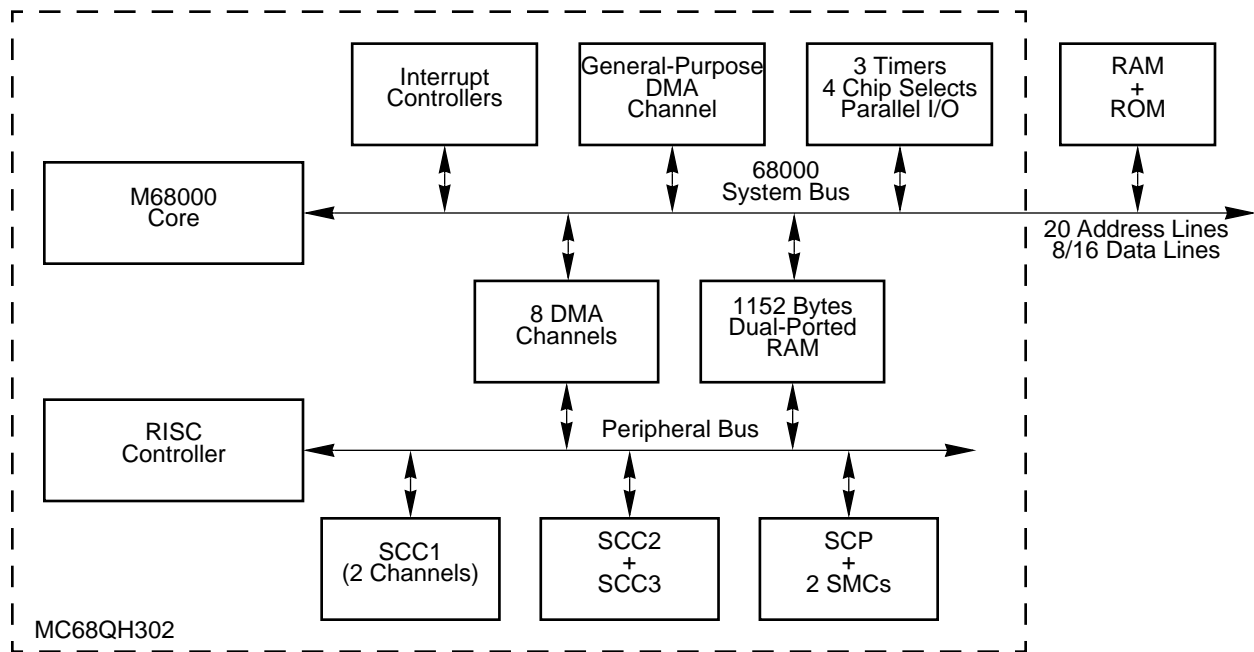 Interrupt
Controllers
General-Purpose
DMA
Channel
3 Timers
4 Chip Selects
Parallel I/O
RAM
+
ROM
M68000
Core
68000
System Bus
20 Address Lines
8/16 Data Lines
8 DMA
Channels
1152 Bytes
Dual-Ported
RAM
RISC
Controller
Peripheral Bus
SCC1
(2 Channels)
SCC2
+
SCC3
SCP
+
2 SMCs
MC68QH302